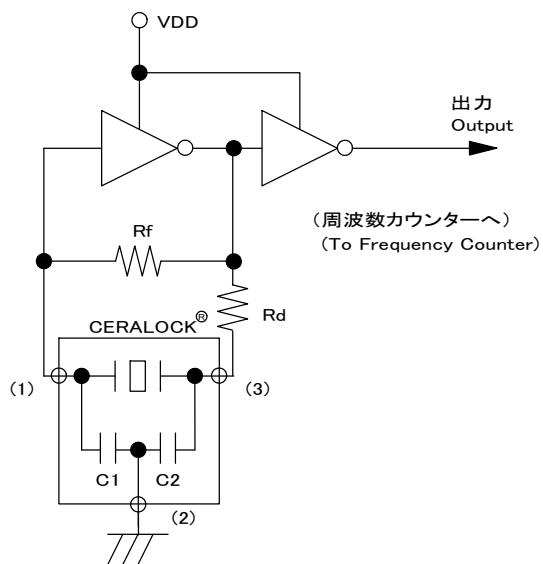 VDD
出力
Output
(周波数カウンターへ)
(To Frequency Counter)
Rf
Rd
CERALOCK®
(1)
(3)
C1
C2
(2)